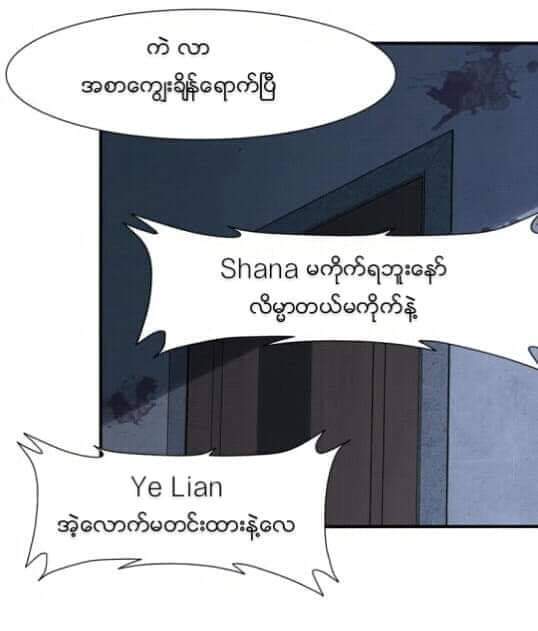 ကဲ လာ
အစာကျွေးချိန်ရောက်ပြီ
Shana မကိုက်ရဘူးနော်
လိမ္မာတယ်မကိုက်နဲ့
Ye Lian
အဲ့လောက်မတင်းထားနဲ့လေ